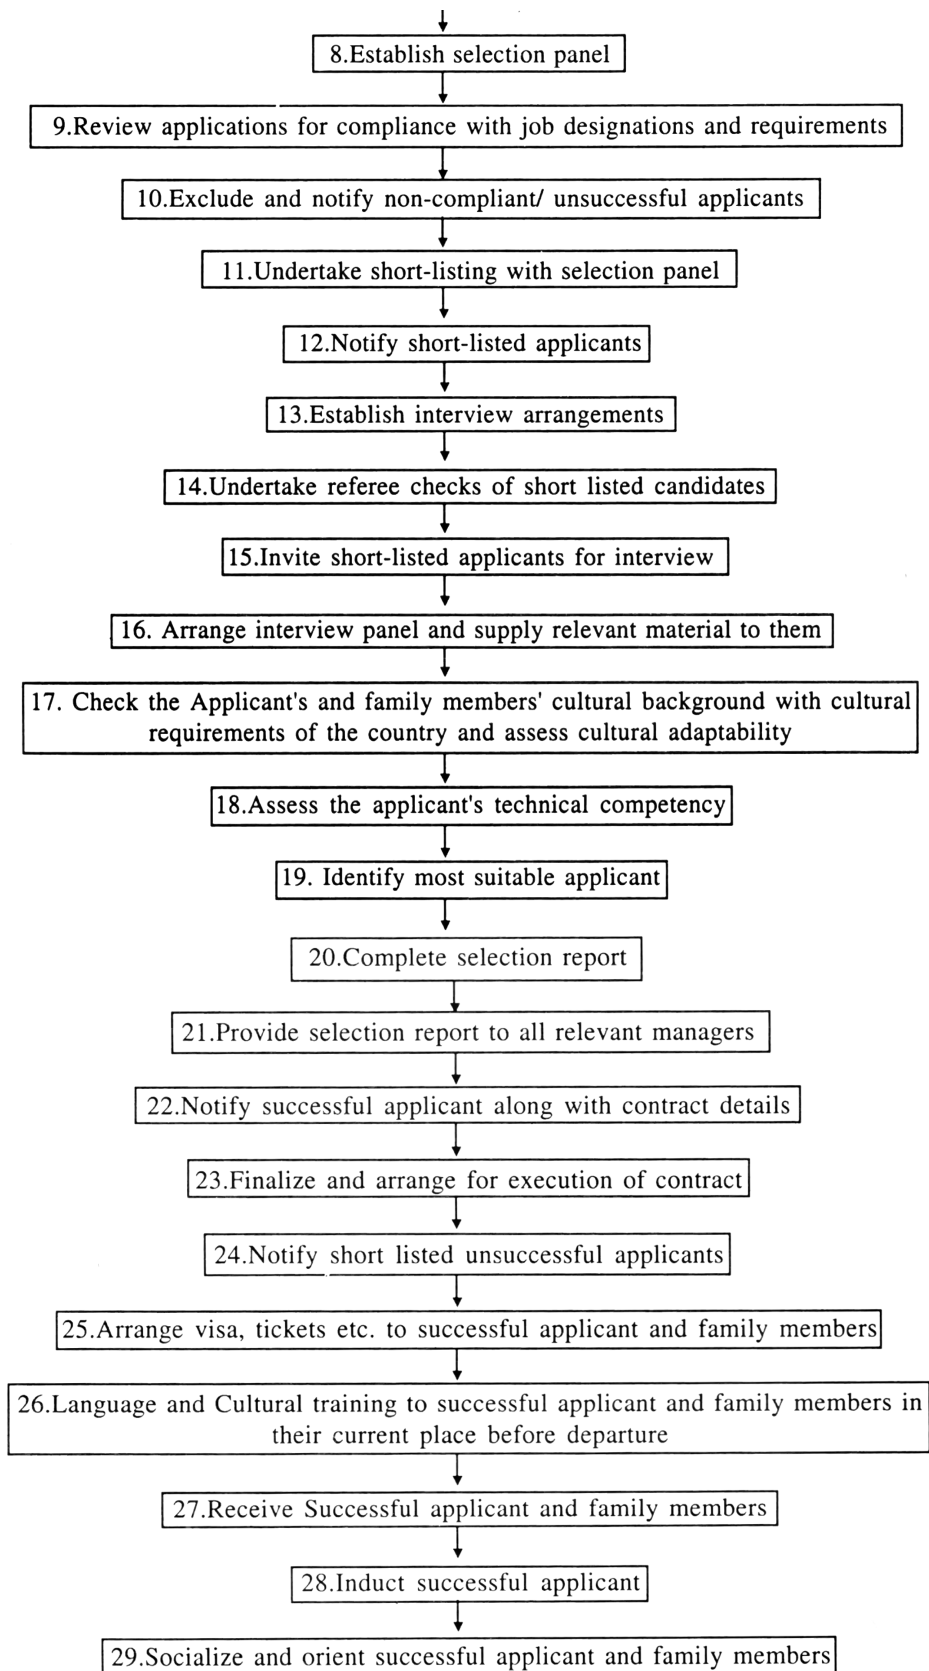 8.Establish selection panel
9.Review applications for compliance with job designations and requirements
10.Exclude and notify non-compliant/ unsuccessful applicants
11.Undertake short-listing with selection panel
12.Notify short-listed applicants
13.Establish interview arrangements
14.Undertake referee checks of short listed candidates
15.Invite short-listed applicants for interview
16. Arrange interview panel and supply relevant material to them
17. Check the Applicant's and family members' cultural background with cultural
requirements of the country and assess cultural adaptability
18.Assess the applicant's technical competency
19. Identify most suitable applicant
20.Complete selection report
21.Provide selection report to all relevant managers
22.Notify successful applicant along with contract details
23.Finalize and arrange for execution of contract
24.Notify short listed unsuccessful applicants
25.Arrange visa, tickets etc. to successful applicant and family members
26.Language and Cultural training to successful applicant and family members in
their current place before departure
27.Receive Successful applicant and family members
28.Induct successful applicant
29.Socialize and orient successful applicant and family members